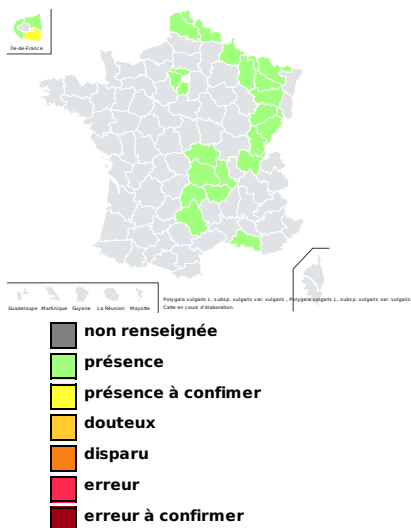 Île-de-France
Guadeloupe Martinique Guyane La Réunion Mayotte
Polygala vulgaris L. subsp. vulgaris var. vulgaris , Polygala vulgaris L. subsp. vulgaris var. vulgaris
Carte en cours d'élaboration.
non renseignée
présence
présence à confimer
douteux
disparu
erreur
erreur à confirmer